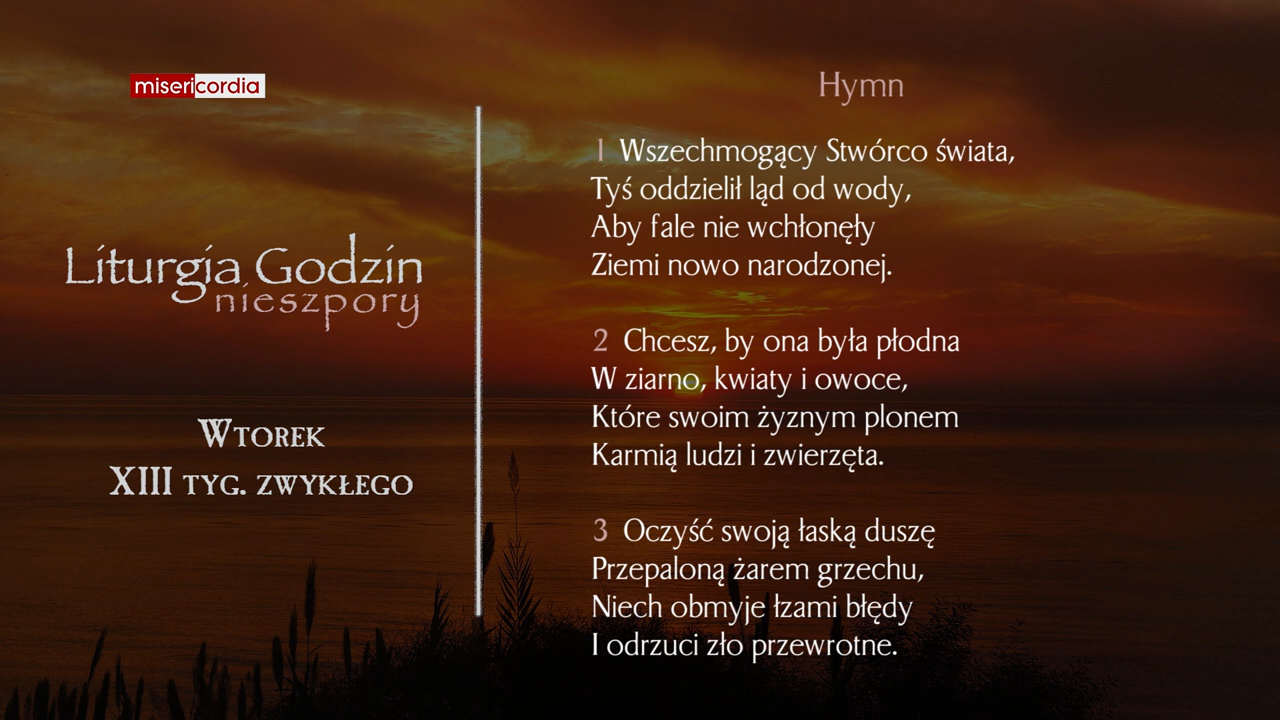 misericordia
Liturgia Godzin
nieszpory
Wtorek
XIII tyg. zwykłego
Hymn
1 Wszechmogący Stwórco świata,
Tyś oddzielił ląd od wody,
Aby fale nie wchłonęły
Ziemi nowo narodzonej.
2 Chcesz, by ona była płodna
W ziarno, kwiaty i owoce,
Które swoim żyznym plonem
Karmią ludzi i zwierzęta.
3 Oczyść swoją łaską duszę
Przepaloną żarem grzechu,
Niech obmyje łzami błędy
I odrzuci zło przewrotne.